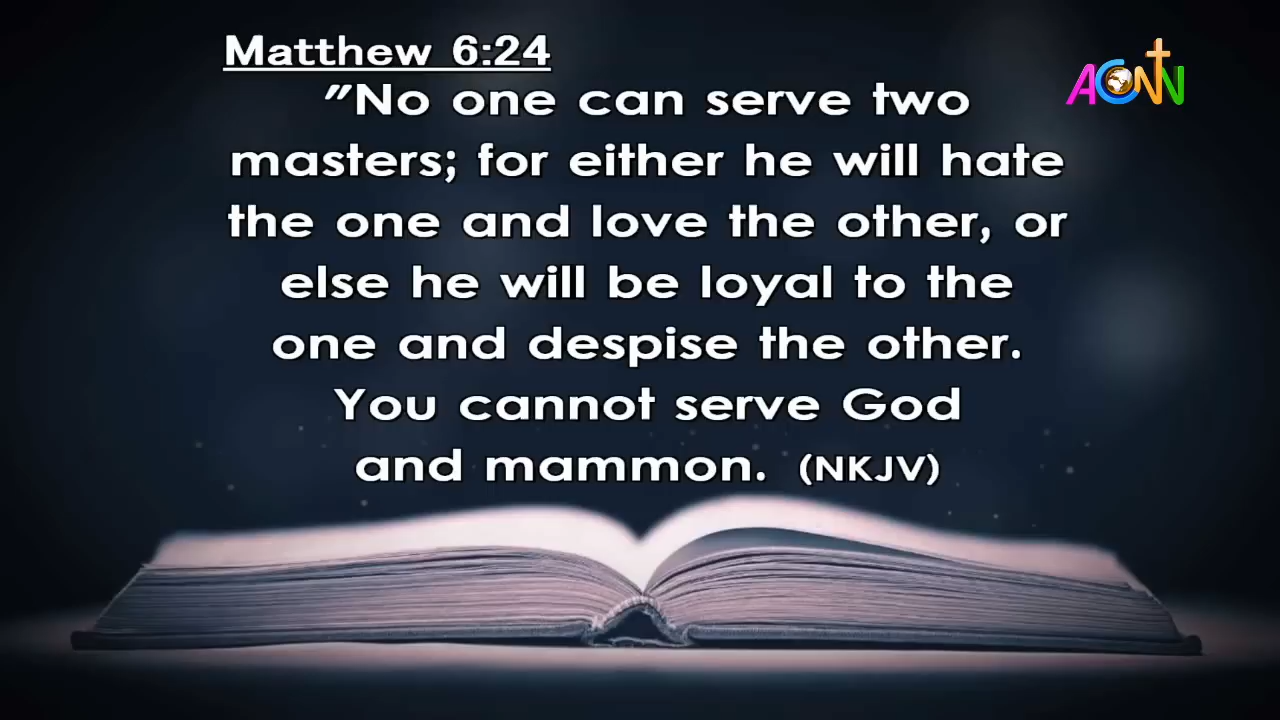 Matthew 6:24
"No one can serve two
masters; for either he will hate
the one and love the other, or
else he will be loyal to the
one and despise the other.
You cannot serve God
and mammon. (NKJV)
ACNN